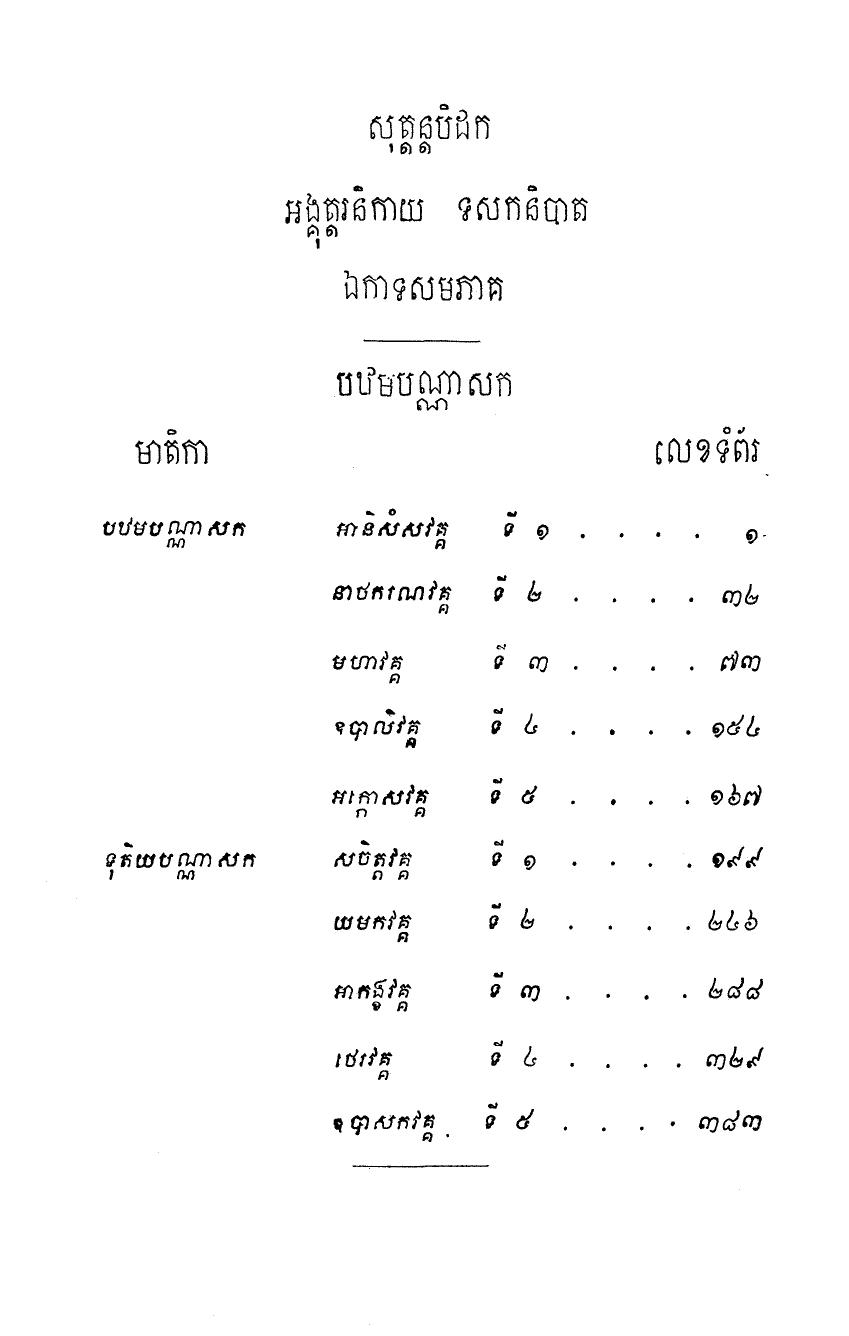 សុត្តន្តបិដក
អង្គុត្តរនិកាយ ទសកនិបាត
ឯកាទសមភាគ
បឋមបណ្ណាសក
មាតិកា លេខទំព័រ
បឋមបណ្ណាសក អានិសំសវគ្គ ទី ១ . . . . ១
នាថករណវគ្គ ទី ២ . . . . ៣២
មហាវគ្គ ទី ៣ . . . . ៧៣
ឧបាលិវគ្គ ទី ៤ . . . . ១៥៤
អក្កោសវគ្គ ទី ៥ . . . . ១៦៧
ទុតិយបណ្ណាសក សចិត្តវគ្គ ទី ១ . . . . ១៩៩
យមកវគ្គ ទី ២ . . . . ២៤៦
អាកង្ខវគ្គ ទី ៣ . . . . ២៨៨
ថេរវគ្គ ទី ៤ . . . . ៣២៩
ឧបាសកវគ្គ ទី ៥ . . . . ៣៨៣